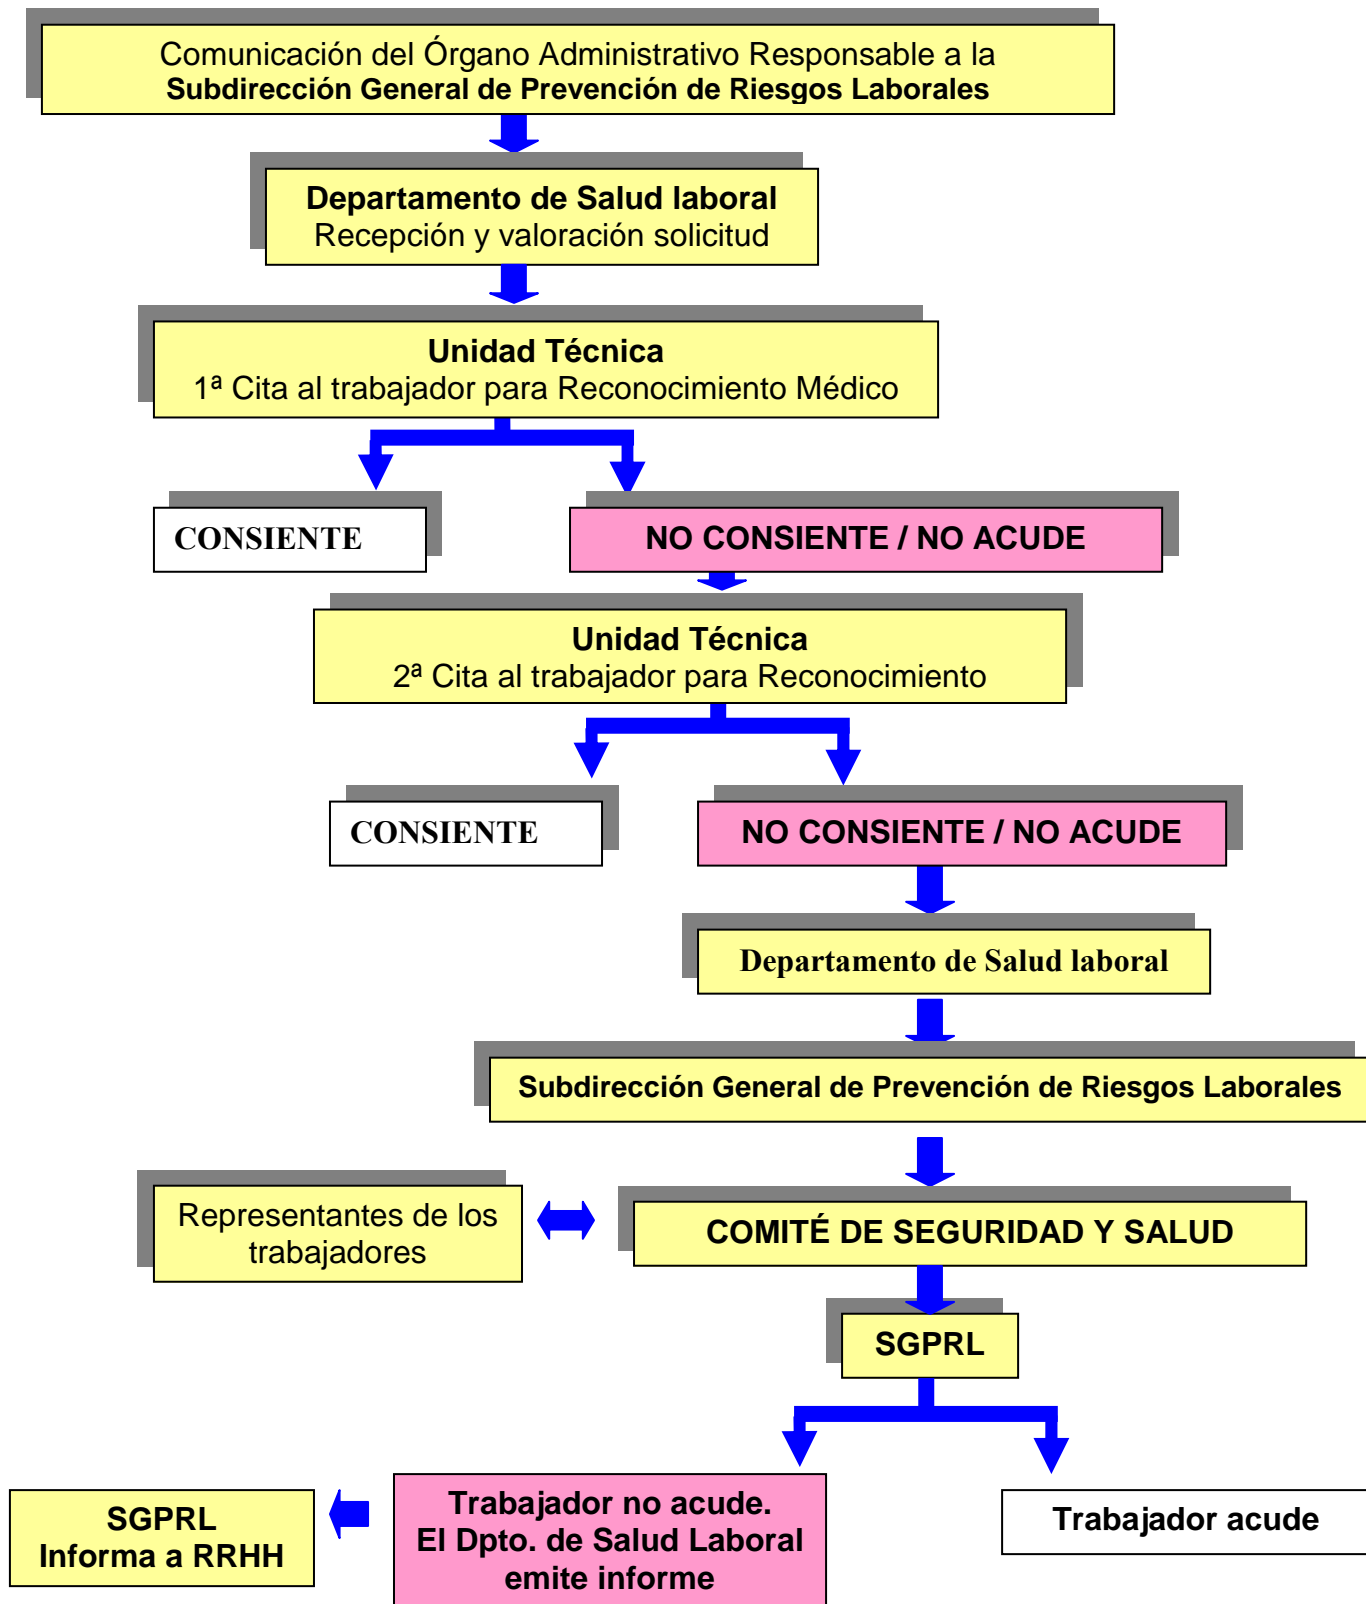 Comunicación del Órgano Administrativo Responsable a la
Subdirección General de Prevención de Riesgos Laborales
Departamento de Salud laboral
Recepción y valoración solicitud
Unidad Técnica
1ª Cita al trabajador para Reconocimiento Médico
CONSIENTE
NO CONSIENTE / NO ACUDE
Unidad Técnica
2ª Cita al trabajador para Reconocimiento
CONSIENTE
NO CONSIENTE / NO ACUDE
Departamento de Salud laboral
Subdirección General de Prevención de Riesgos Laborales
Representantes de los
trabajadores
COMITÉ DE SEGURIDAD Y SALUD
SGPRL
SGPRL
Informa a RRHH
Trabajador no acude.
El Dpto. de Salud Laboral
emite informe
Trabajador acude